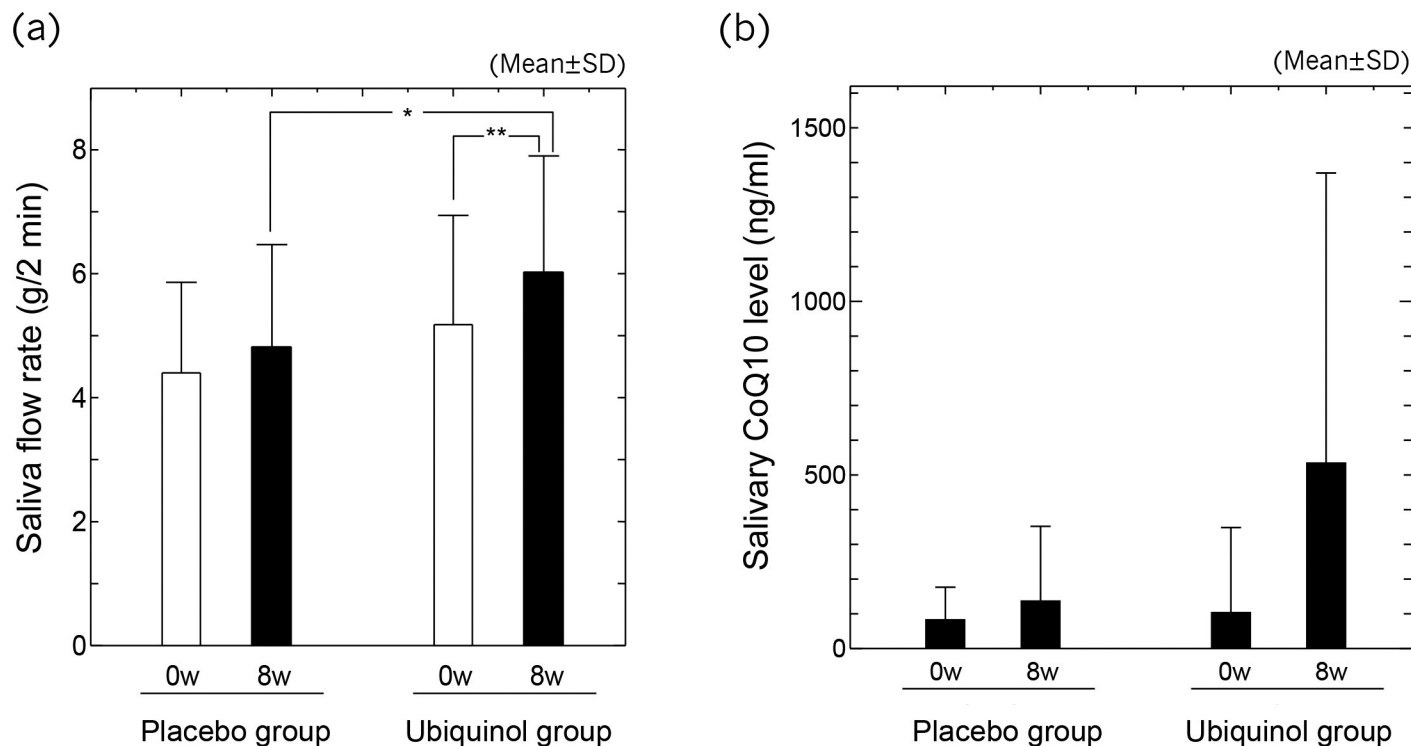 (a)
(Mean±SD)
Saliva flow rate (g/2 min)
8
6
4
2
0
*
**
0w 8w 0w 8w
Placebo group Ubiquinol group
(b)
(Mean±SD)
Salivary CoQ10 level (ng/ml)
1500
1000
500
0
0w 8w 0w 8w
Placebo group Ubiquinol group